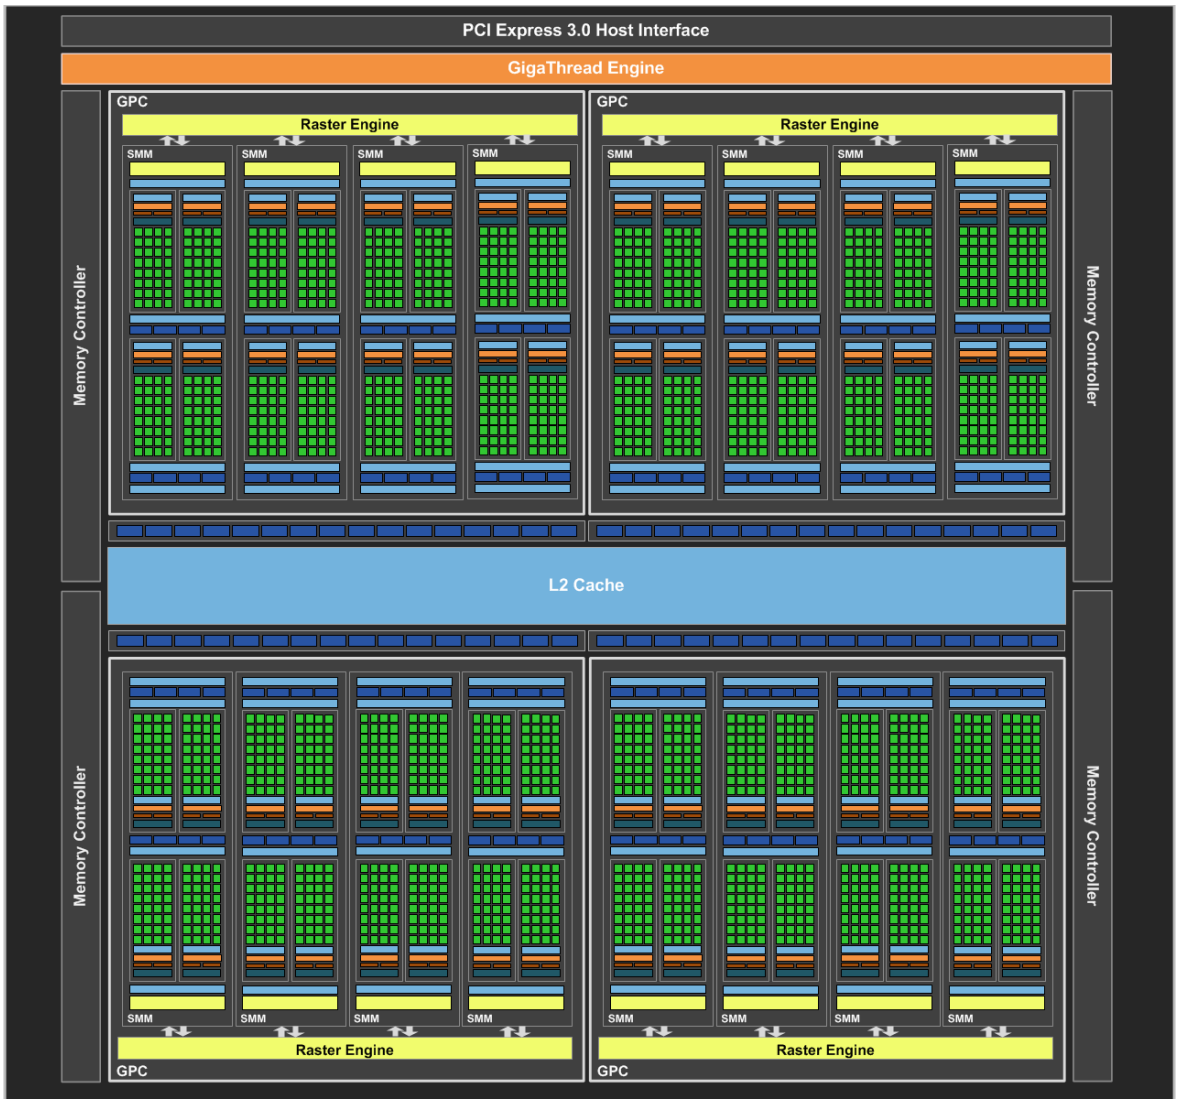 PCI Express 3.0 Host Interface
GigaThread Engine
Memory Controller
GPC
Raster Engine
SMM
SMM
SMM
SMM
GPC
Raster Engine
SMM
SMM
SMM
SMM
Memory Controller
L2 Cache
Memory Controller
SMM
SMM
SMM
SMM
Raster Engine
GPC
SMM
SMM
SMM
SMM
Raster Engine
GPC
Memory Controller